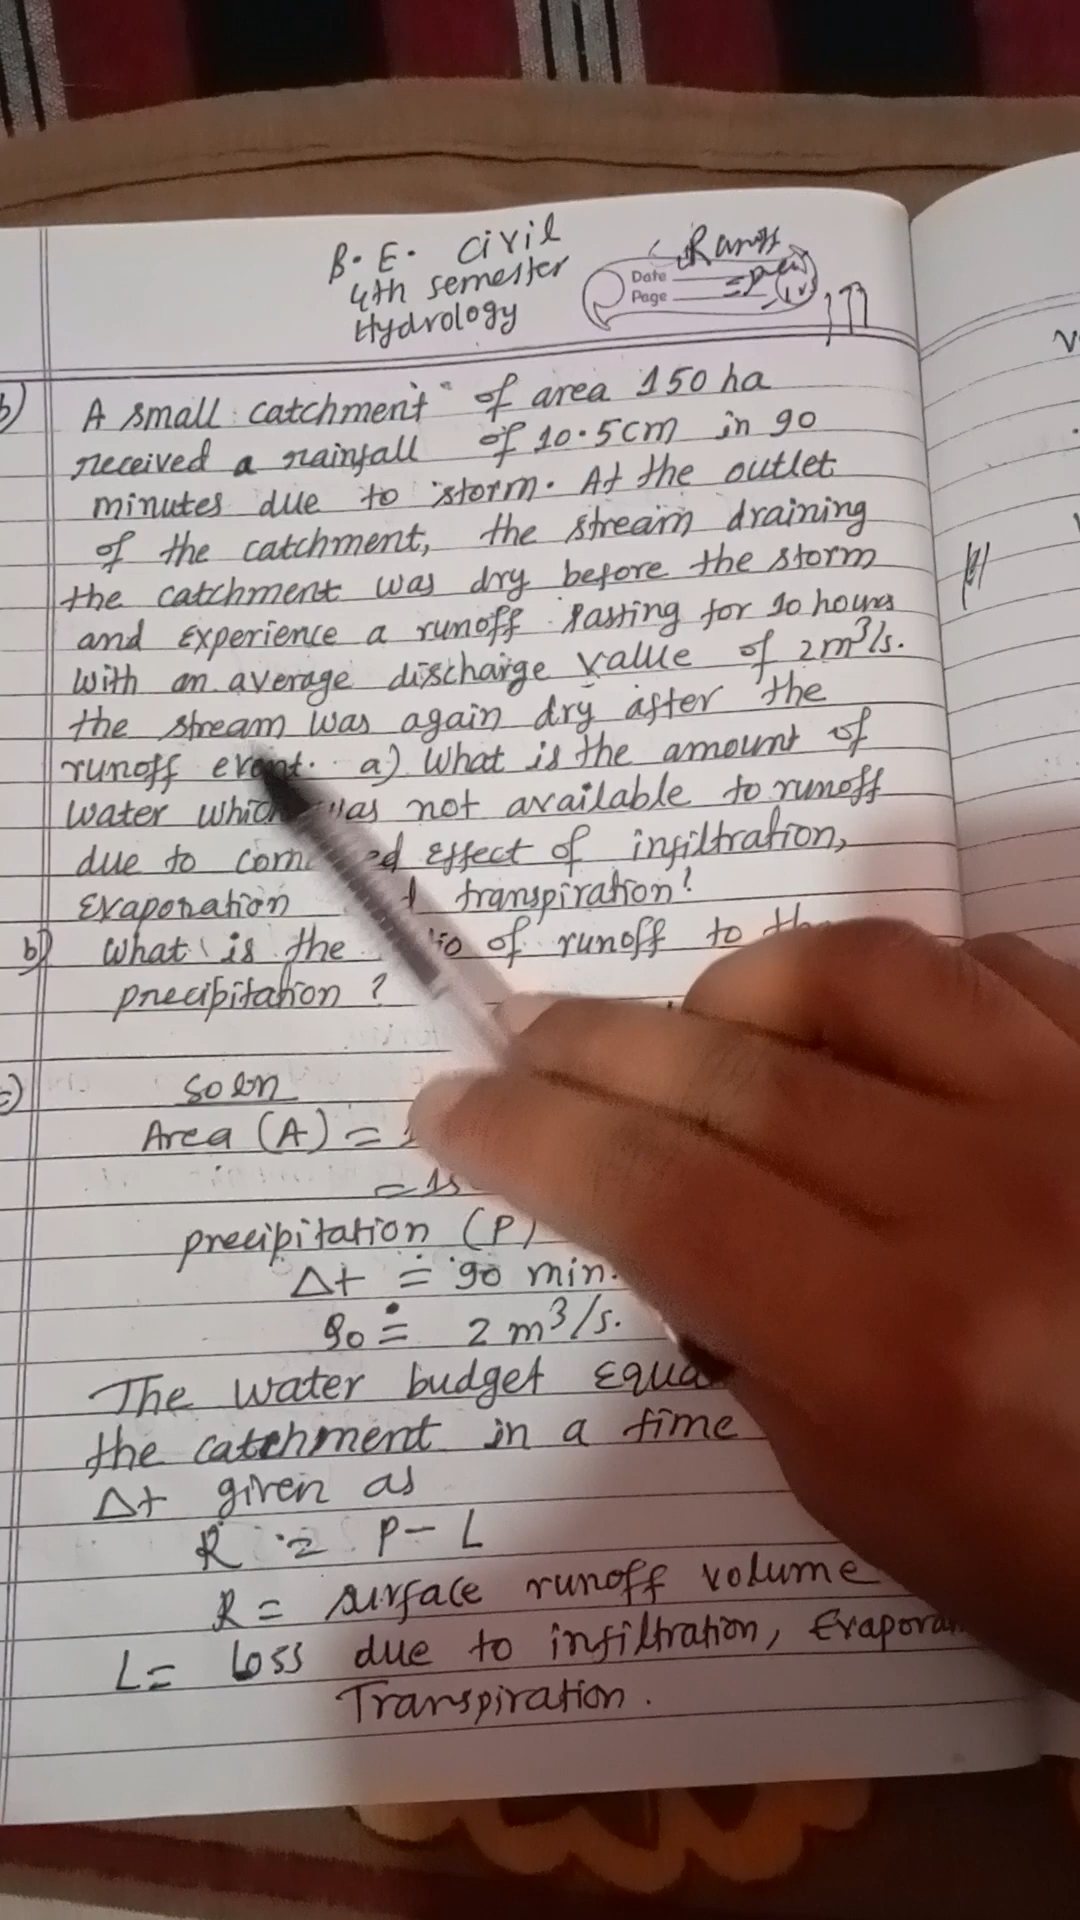 B.E. Civil
4th semester
Hydrology
Date
Page
b)
A small catchment of area 150 ha
received a rainfall of 10.5cm in 90
minutes due to storm. At the outlet
of the catchment, the stream draining
the catchment was dry before the storm
and experience a runoff lasting for 10 hours
with an average discharge value of 2m³/s.
the stream was again dry after the
runoff event. a) What is the amount of
water which was not available to runoff
due to effect of infiltration,
evaporation transpiration?
b) What is the of runoff to
precipitation?
Soln
Area (A) =
precipitation (P)
Δt = 90 min.
2 m³/s.
The water budget
the catchment in a time
Δt given as
R = P - L
R = surface runoff volume
L = loss due to infiltration,
Transpiration.